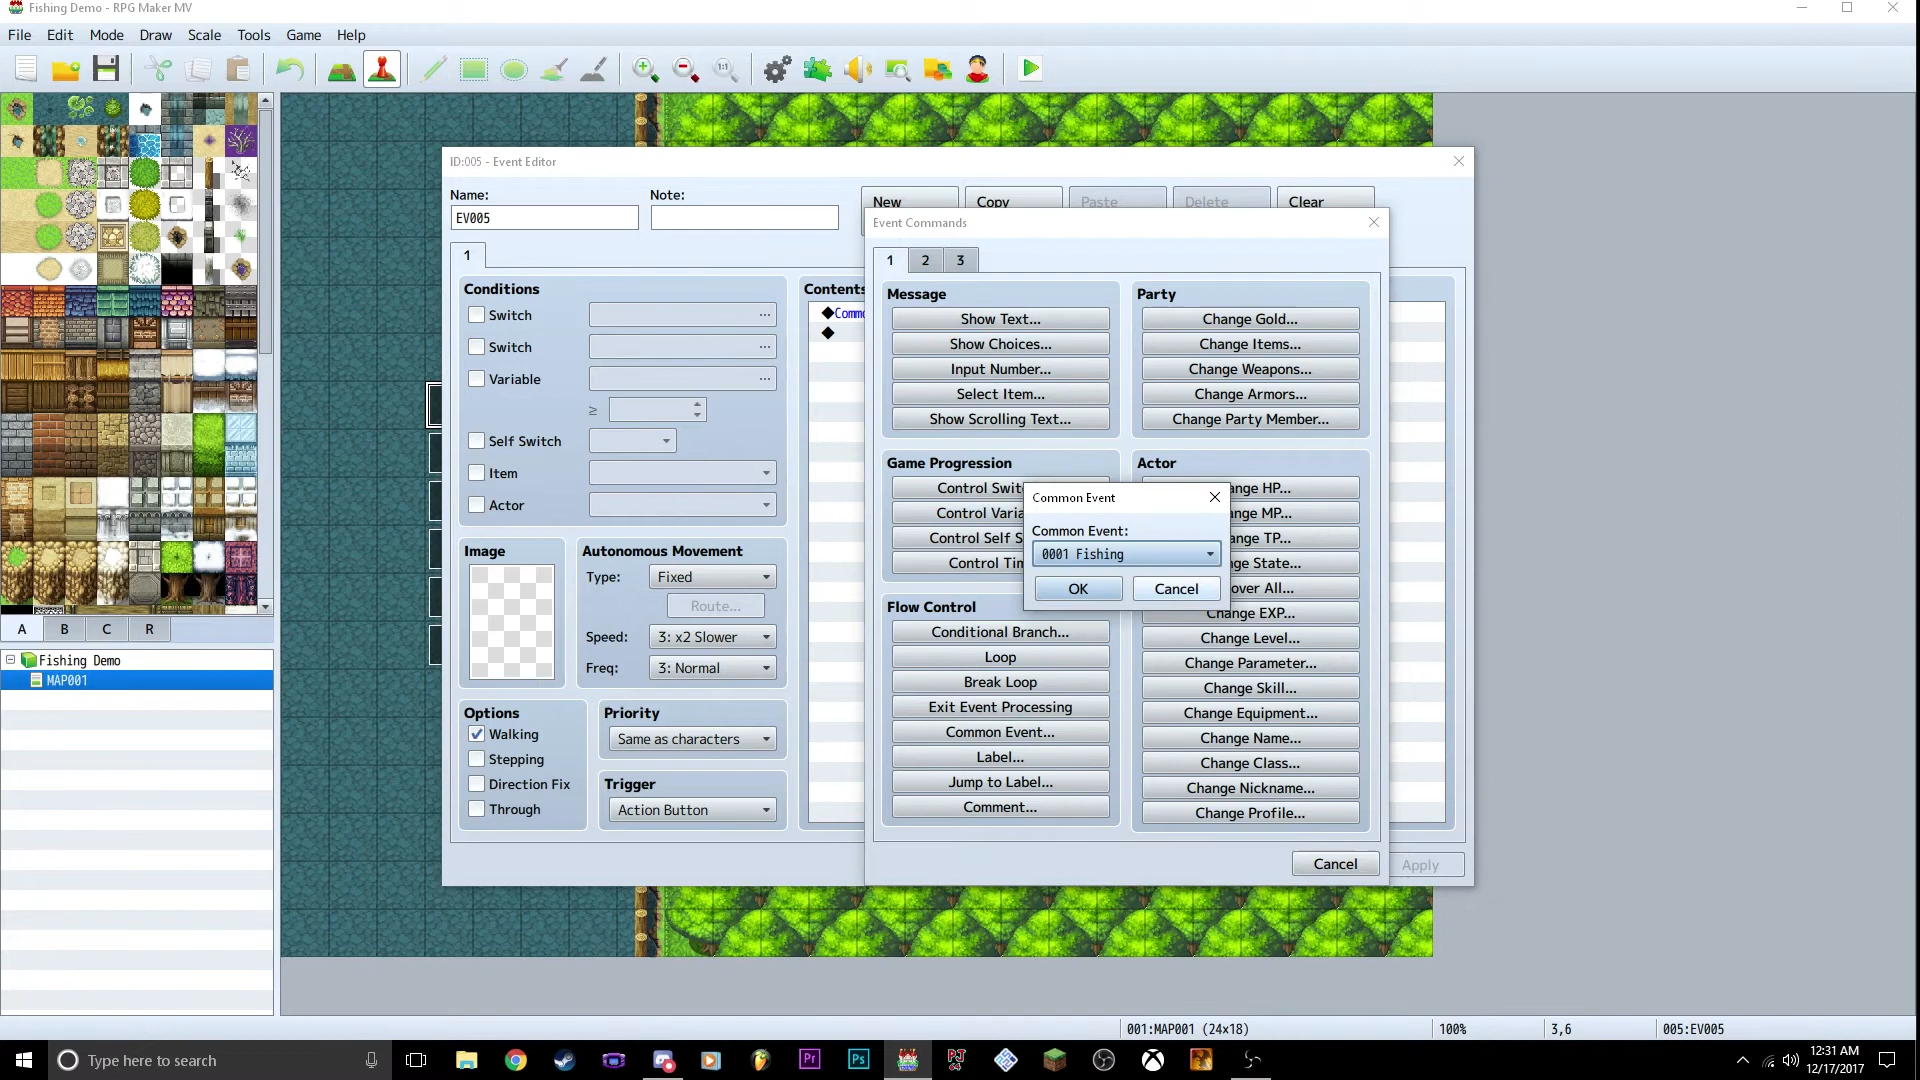 Fishing Demo - RPG Maker MV
File Edit Mode Draw Scale Tools Game Help
1:1
ID:005 - Event Editor
Name:
Note:
EV005
New
Copy
Paste
Delete
Clear
1
Conditions
Switch ...
Switch ...
Variable ...
≥
Self Switch
Item
Actor
Image
Autonomous Movement
Type: Fixed
Route...
Speed: 3: x2 Slower
Freq: 3: Normal
Options
Walking
Stepping
Direction Fix
Through
Priority
Same as characters
Trigger
Action Button
Contents
◆Commo
◆
Event Commands
1 2 3
Message
Show Text...
Show Choices...
Input Number...
Select Item...
Show Scrolling Text...
Party
Change Gold...
Change Items...
Change Weapons...
Change Armors...
Change Party Member...
Game Progression
Control Swit
Control Varia
Control Self S
Control Tim
Actor
ange HP...
ange MP...
nge TP...
nge State...
over All...
Change EXP...
Change Level...
Change Parameter...
Change Skill...
Change Equipment...
Change Name...
Change Class...
Change Nickname...
Change Profile...
Flow Control
Conditional Branch...
Loop
Break Loop
Exit Event Processing
Common Event...
Label...
Jump to Label...
Comment...
Common Event
Common Event:
0001 Fishing
OK
Cancel
Cancel
Apply
A B C R
Fishing Demo
MAP001
001:MAP001 (24x18)
100%
3,6
005:EV005
Type here to search
Pr
Ps
12:31 AM
12/17/2017